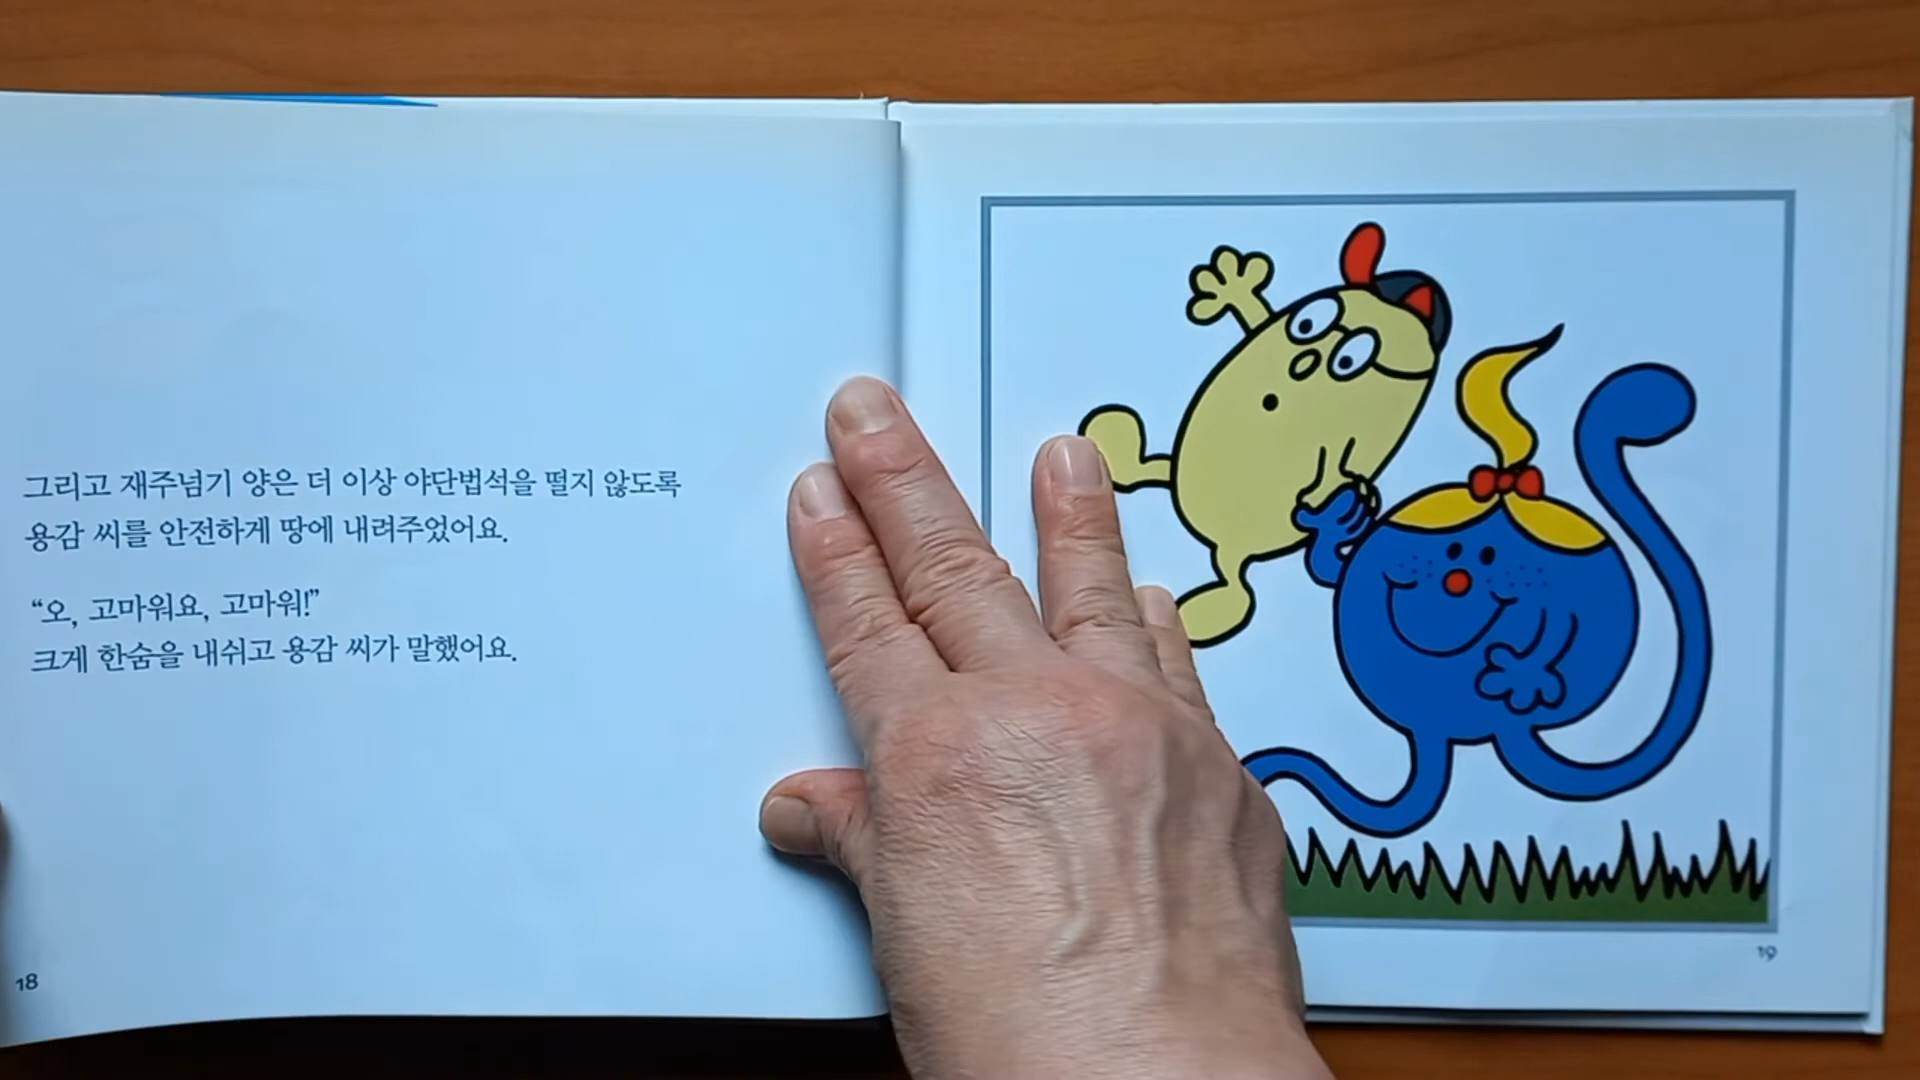 그리고 재주넘기 양은 더 이상 야단법석을 떨지 않도록
용감 씨를 안전하게 땅에 내려주었어요.
“오, 고마워요, 고마워!”
크게 한숨을 내쉬고 용감 씨가 말했어요.
18
19